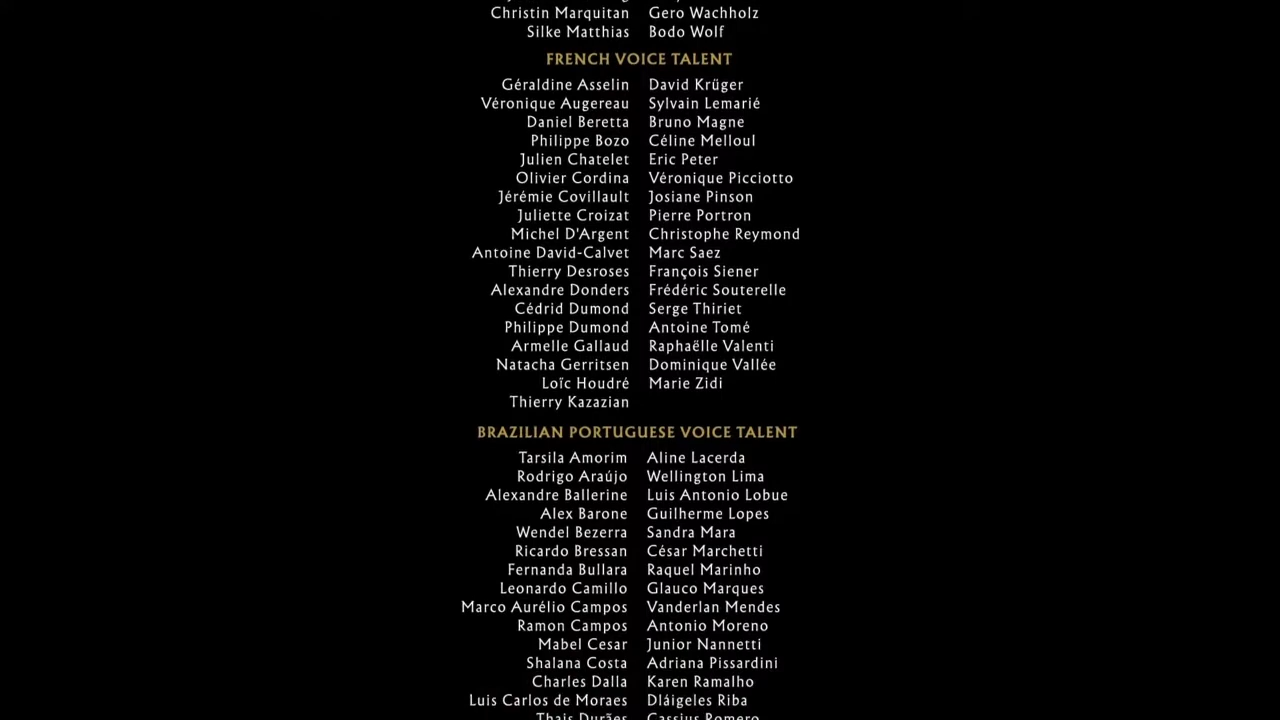 Christin Marquitan Gero Wachholz
Silke Matthias Bodo Wolf
FRENCH VOICE TALENT
Géraldine Asselin David Krüger
Véronique Augereau Sylvain Lemarié
Daniel Beretta Bruno Magne
Philippe Bozo Céline Melloul
Julien Chatelet Eric Peter
Olivier Cordina Véronique Picciotto
Jérémie Covillault Josiane Pinson
Juliette Croizat Pierre Portron
Michel D'Argent Christophe Reymond
Antoine David-Calvet Marc Saez
Thierry Desroses François Siener
Alexandre Donders Frédéric Souterelle
Cédrid Dumond Serge Thiriet
Philippe Dumond Antoine Tomé
Armelle Gallaud Raphaëlle Valenti
Natacha Gerritsen Dominique Vallée
Loïc Houdré Marie Zidi
Thierry Kazazian
BRAZILIAN PORTUGUESE VOICE TALENT
Tarsila Amorim Aline Lacerda
Rodrigo Araújo Wellington Lima
Alexandre Ballerine Luis Antonio Lobue
Alex Barone Guilherme Lopes
Wendel Bezerra Sandra Mara
Ricardo Bressan César Marchetti
Fernanda Bullara Raquel Marinho
Leonardo Camillo Glauco Marques
Marco Aurélio Campos Vanderlan Mendes
Ramon Campos Antonio Moreno
Mabel Cesar Junior Nannetti
Shalana Costa Adriana Pissardini
Charles Dalla Karen Ramalho
Luis Carlos de Moraes Dláigeles Riba
Thais Durães Cassius Romero